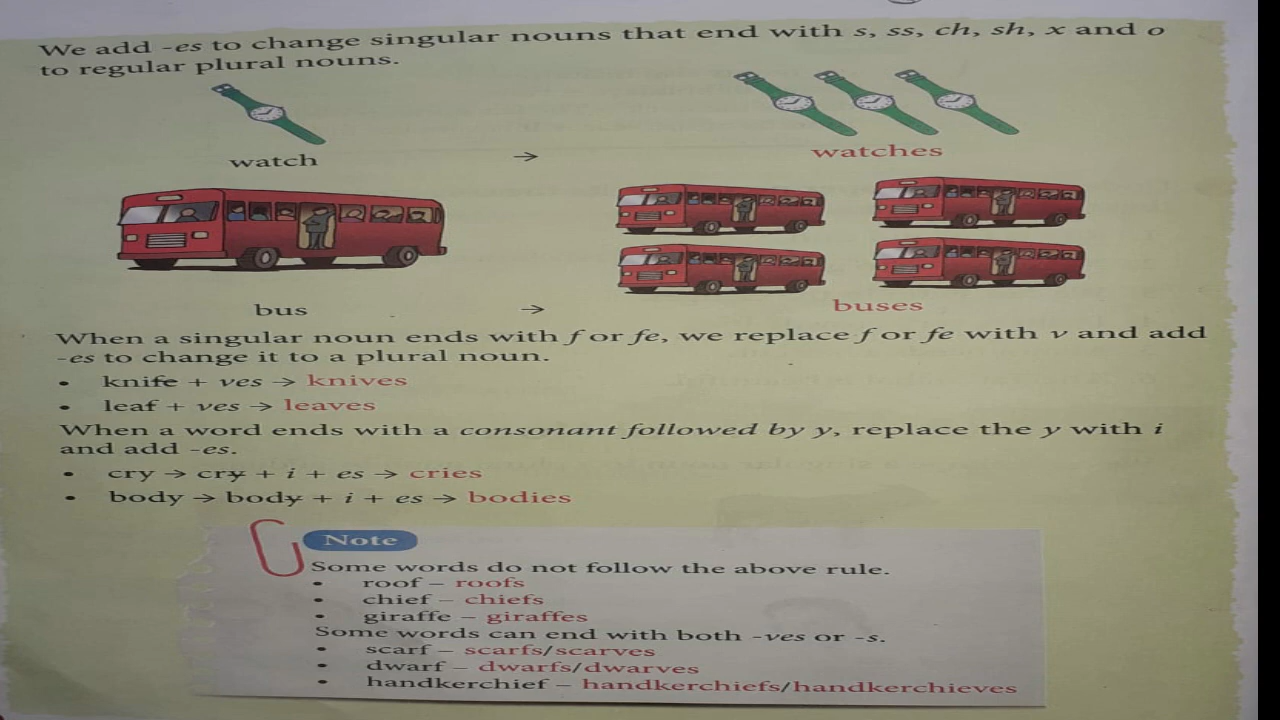 We add -es to change singular nouns that end with s, ss, ch, sh, x and o
to regular plural nouns.
watch → watches
bus → buses
When a singular noun ends with f or fe, we replace f or fe with v and add
-es to change it to a plural noun.
• knife + ves → knives
• leaf + ves → leaves
When a word ends with a consonant followed by y, replace the y with i
and add -es.
• cry → cry + i + es → cries
• body → body + i + es → bodies
Note
Some words do not follow the above rule.
• roof – roofs
• chief – chiefs
• giraffe – giraffes
Some words can end with both -ves or -s.
• scarf – scarfs/scarves
• dwarf – dwarfs/dwarves
• handkerchief – handkerchiefs/handkerchieves